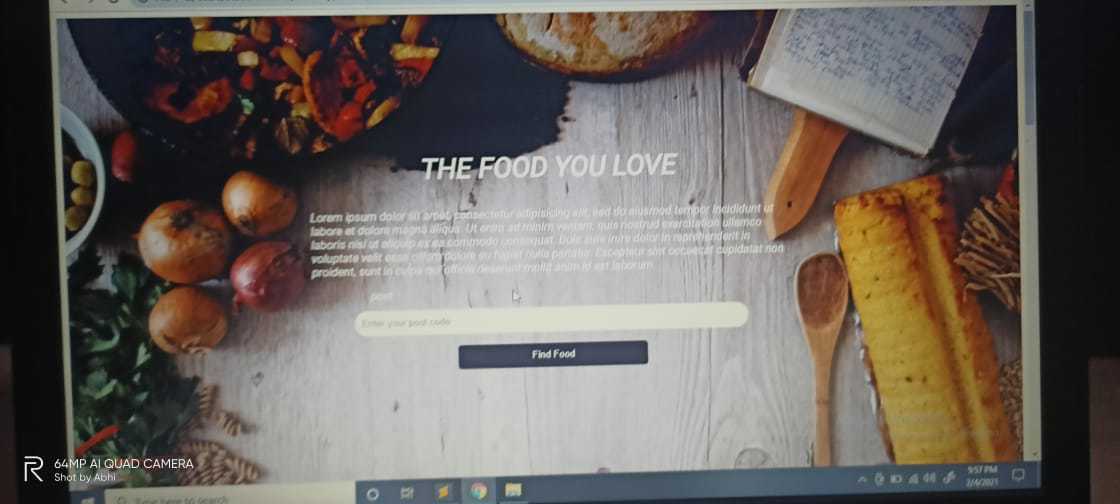 THE FOOD YOU LOVE
Lorem ipsum dolor sit amet, consectetur adipisicing elit, sed do eiusmod tempor incididunt ut
labore et dolore magna aliqua. Ut enim ad minim veniam, quis nostrud exercitation ullamco
laboris nisi ut aliquip ex ea commodo consequat. Duis aute irure dolor in reprehenderit in
voluptate velit esse cillum dolore eu fugiat nulla pariatur. Excepteur sint occaecat cupidatat non
proident, sunt in culpa qui officia deserunt mollit anim id est laborum.
post
Enter your post code
Find Food
64MP AI QUAD CAMERA
Shot by Abhi
Type here to search
9:57 PM
2/4/2021